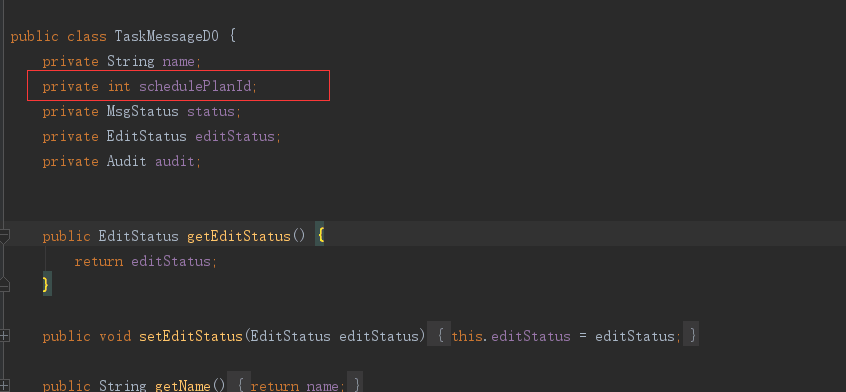 public class TaskMessageDO {
private String name;
private int schedulePlanId;
private MsgStatus status;
private EditStatus editStatus;
private Audit audit;
public EditStatus getEditStatus() {
return editStatus;
}
public void setEditStatus(EditStatus editStatus) { this.editStatus = editStatus; }
public String getName() { return name; }